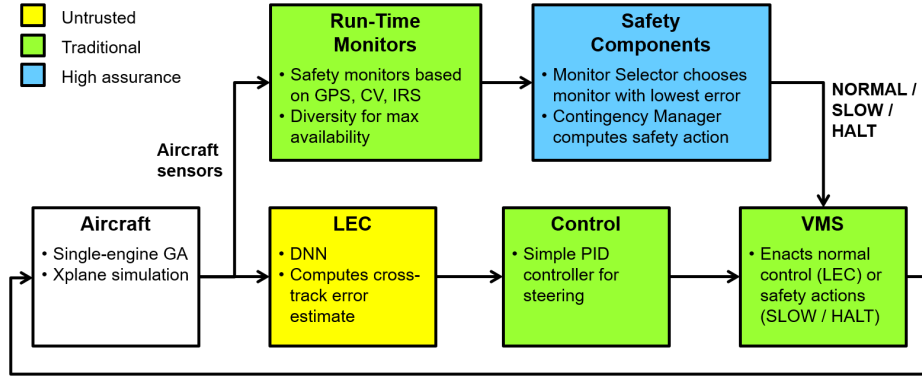 Untrusted
Traditional
High assurance
Run-Time
Monitors
• Safety monitors based
on GPS, CV, IRS
• Diversity for max
availability
Safety
Components
• Monitor Selector chooses
monitor with lowest error
• Contingency Manager
computes safety action
NORMAL /
SLOW /
HALT
Aircraft
sensors
Aircraft
• Single-engine GA
• Xplane simulation
LEC
• DNN
• Computes cross-
track error
estimate
Control
• Simple PID
controller for
steering
VMS
• Enacts normal
control (LEC) or
safety actions
(SLOW / HALT)